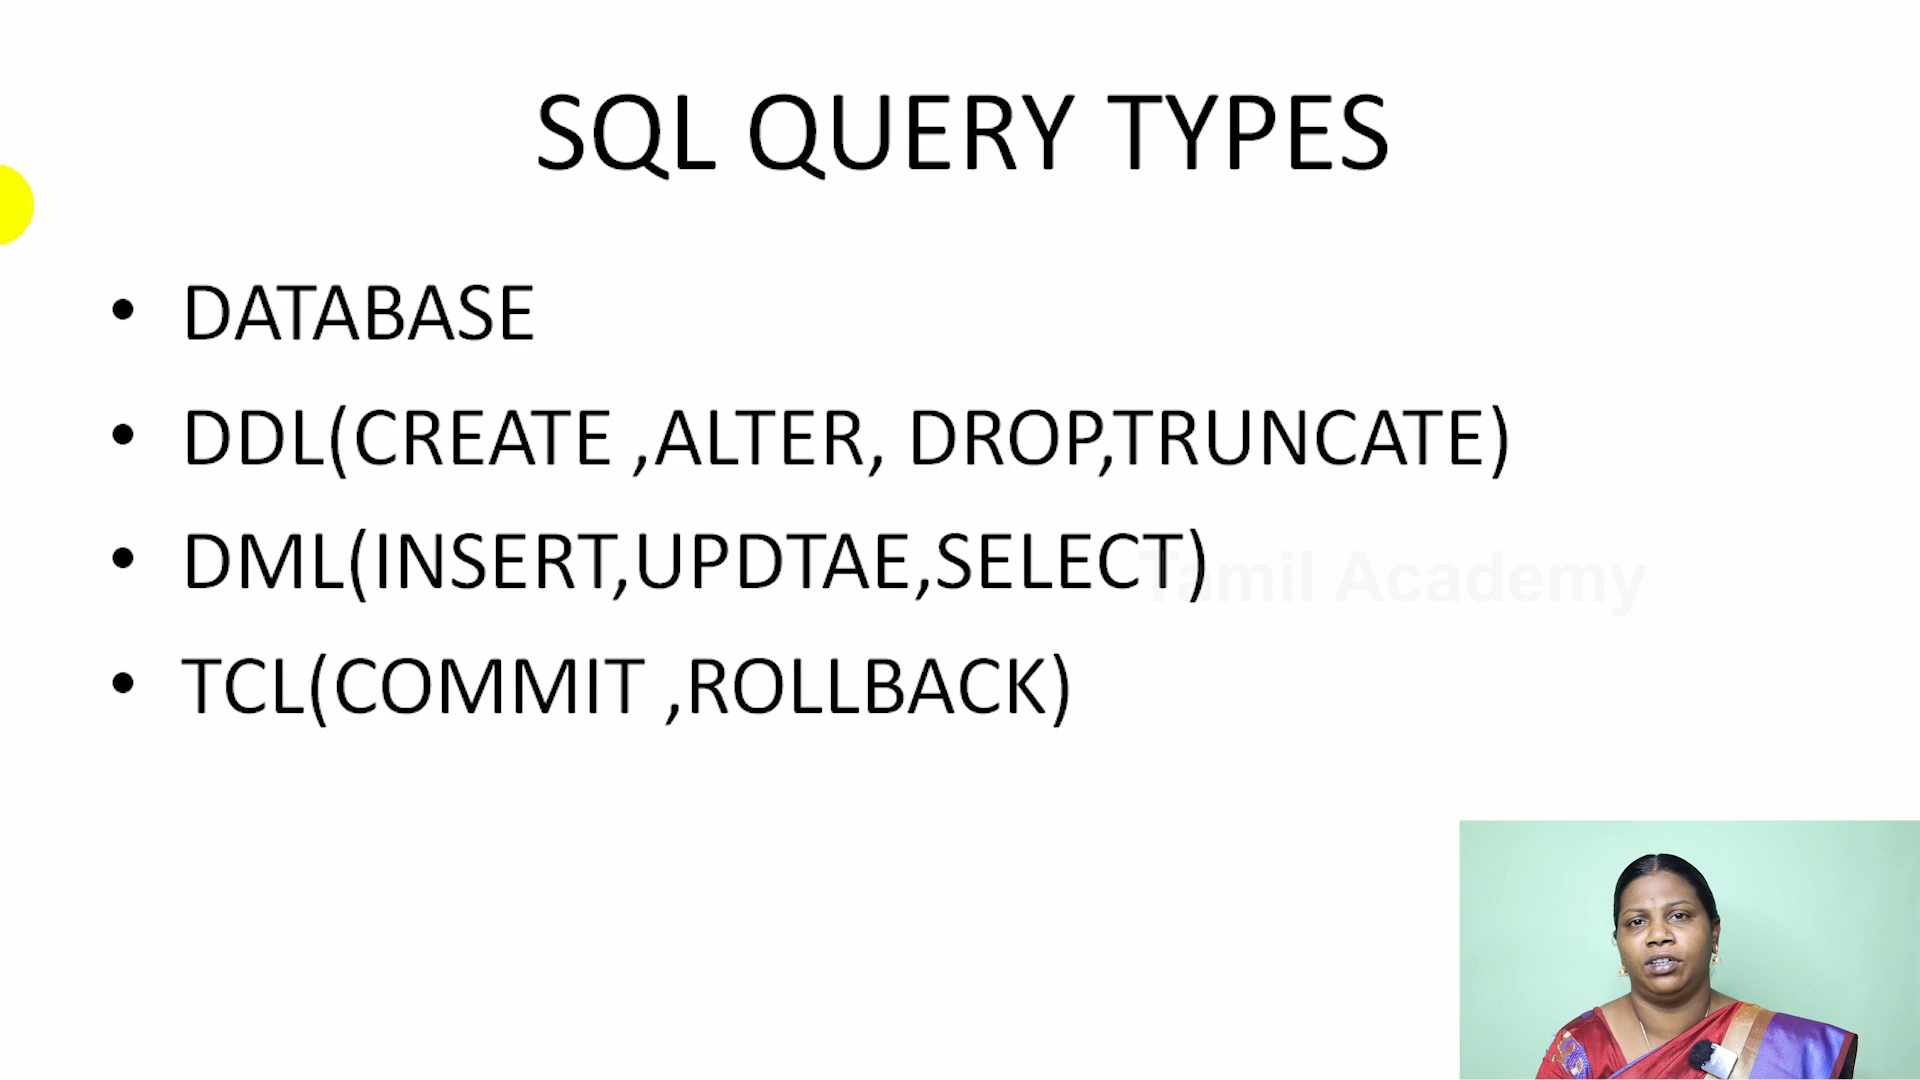 SQL QUERY TYPES
• DATABASE
• DDL(CREATE ,ALTER, DROP,TRUNCATE)
• DML(INSERT,UPDTAE,SELECT)
• TCL(COMMIT ,ROLLBACK)
Tamil Academy